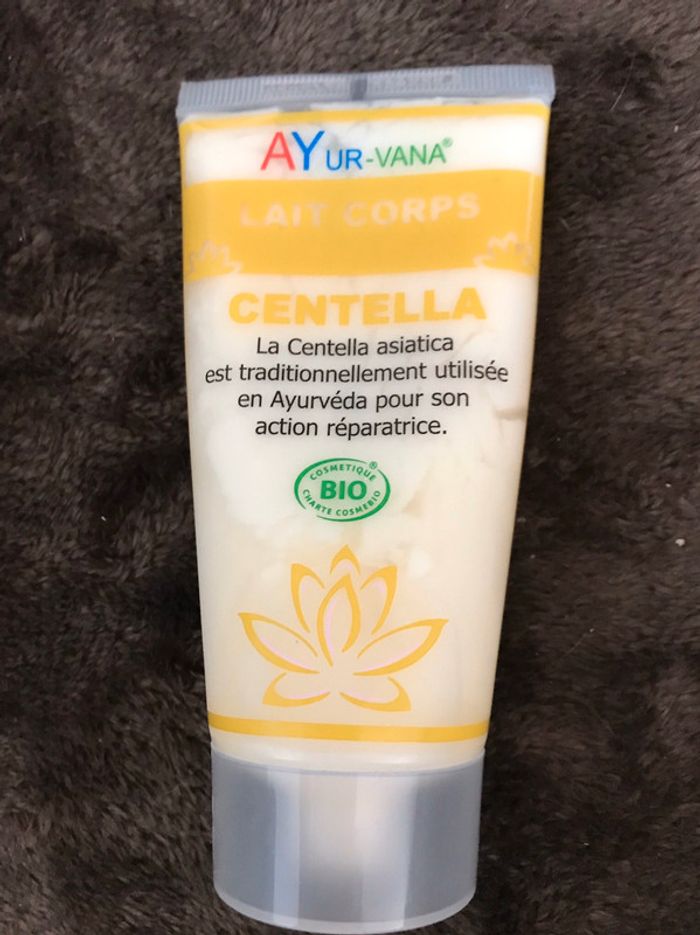 AYUR-VANA®
LAIT CORPS
CENTELLA
La Centella asiatica
est traditionnellement utilisée
en Ayurvéda pour son
action réparatrice.
COSMETIQUE ®
BIO
CHARTE COSMEBIO